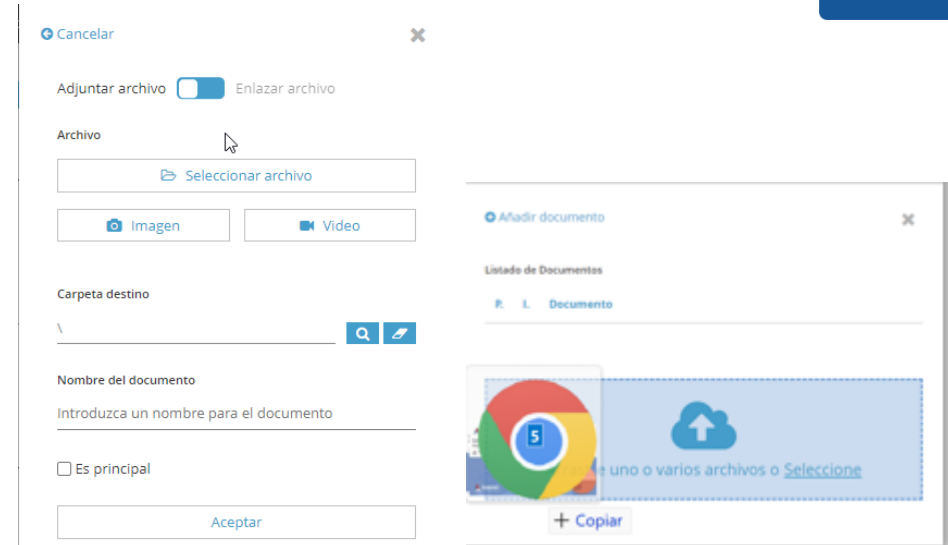 Cancelar
Adjuntar archivo Enlazar archivo
Archivo
Seleccionar archivo
Imagen Video
Carpeta destino
\
Nombre del documento
Introduzca un nombre para el documento
Es principal
Aceptar
Añadir documento
Listado de Documentos
P. I. Documento
5
e uno o varios archivos o Seleccione
+ Copiar